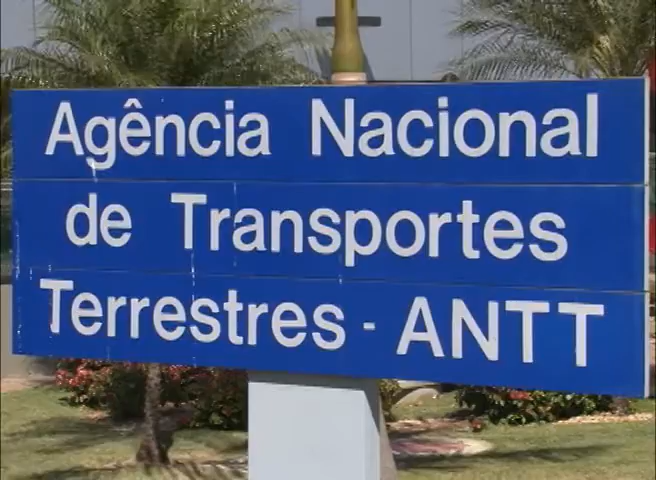 Agência Nacional
de Transportes
Terrestres - ANTT